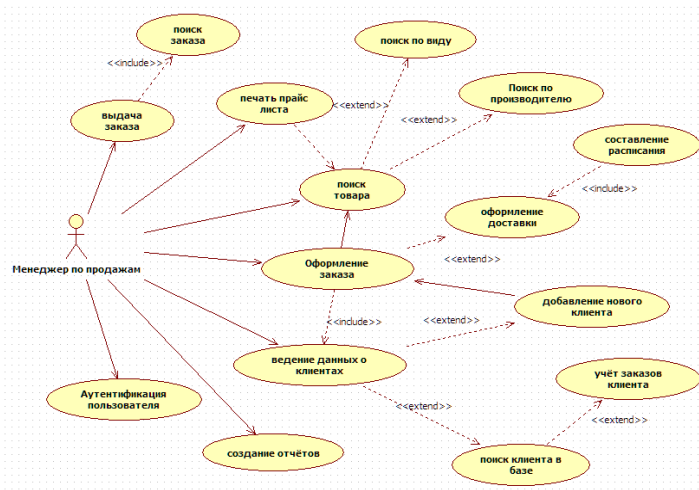 поиск
заказа
<<include>>
поиск по виду
печать прайс
листа
<<extend>>
Поиск по
производителю
<<extend>>
выдача
заказа
составление
расписания
<<include>>
поиск
товара
оформление
доставки
<<extend>>
Менеджер по продажам
Оформление
заказа
добавление нового
клиента
<<include>>
<<extend>>
ведение данных о
клиентах
учёт заказов
клиента
<<extend>>
<<extend>>
Аутентификация
пользователя
создание отчётов
поиск клиента в
базе